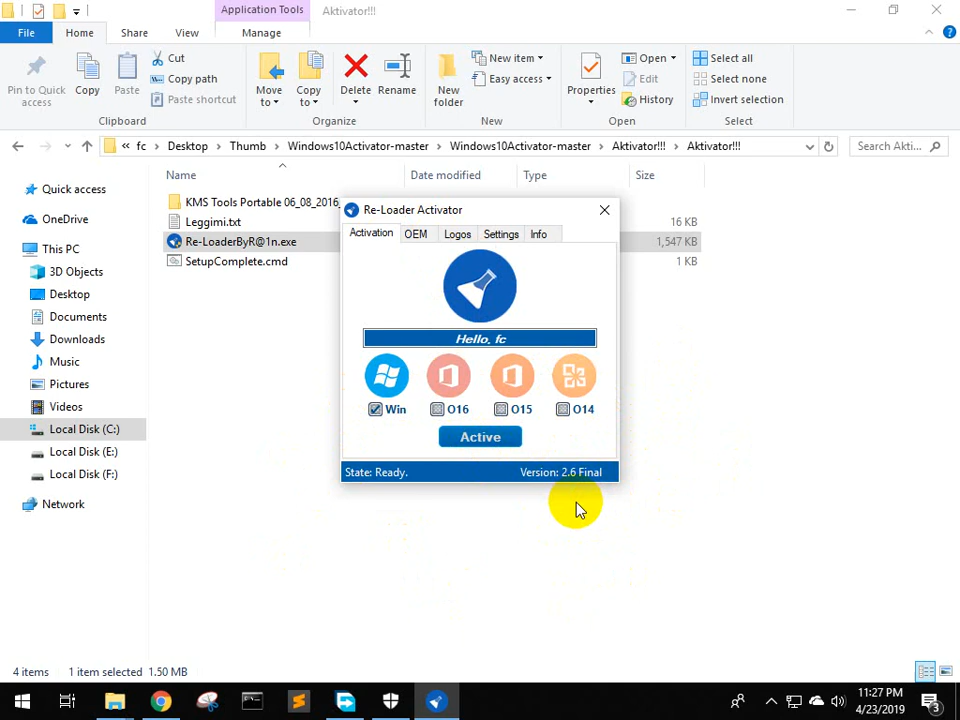 Application Tools
Aktivator!!!
File
Home
Share
View
Manage
Pin to Quick access
Copy
Paste
Cut
Copy path
Paste shortcut
Clipboard
Move to
Copy to
Delete
Rename
Organize
New folder
New item
Easy access
New
Properties
Open
Edit
History
Open
Select all
Select none
Invert selection
Select
« fc > Desktop > Thumb > Windows10Activator-master > Windows10Activator-master > Aktivator!!! > Aktivator!!!
Search Akti...
Name
Date modified
Type
Size
Quick access
OneDrive
This PC
3D Objects
Desktop
Documents
Downloads
Music
Pictures
Videos
Local Disk (C:)
Local Disk (E:)
Local Disk (F:)
Network
KMS Tools Portable 06_08_2016_
Leggimi.txt
16 KB
Re-LoaderByR@1n.exe
1,547 KB
SetupComplete.cmd
1 KB
Re-Loader Activator
Activation
OEM
Logos
Settings
Info
Hello, fc
Win
O16
O15
O14
Active
State: Ready.
Version: 2.6 Final
4 items
1 item selected 1.50 MB
11:27 PM
4/23/2019
3